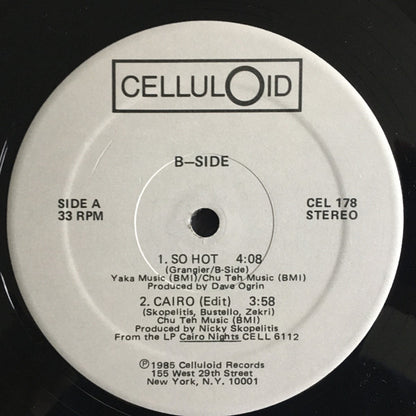 CELLULOID
B–SIDE
SIDE A
33 RPM
CEL 178
STEREO
1. SO HOT 4:08
(Grangier/B-Side)
Yaka Music (BMI)/Chu Teh Music (BMI)
Produced by Dave Ogrin
2. CAIRO (Edit) 3:58
(Skopelitis, Bustello, Zekri)
Chu Teh Music (BMI)
Produced by Nicky Skopelitis
From the LP Cairo Nights CELL 6112
℗1985 Celluloid Records
155 West 29th Street
New York, N.Y. 10001